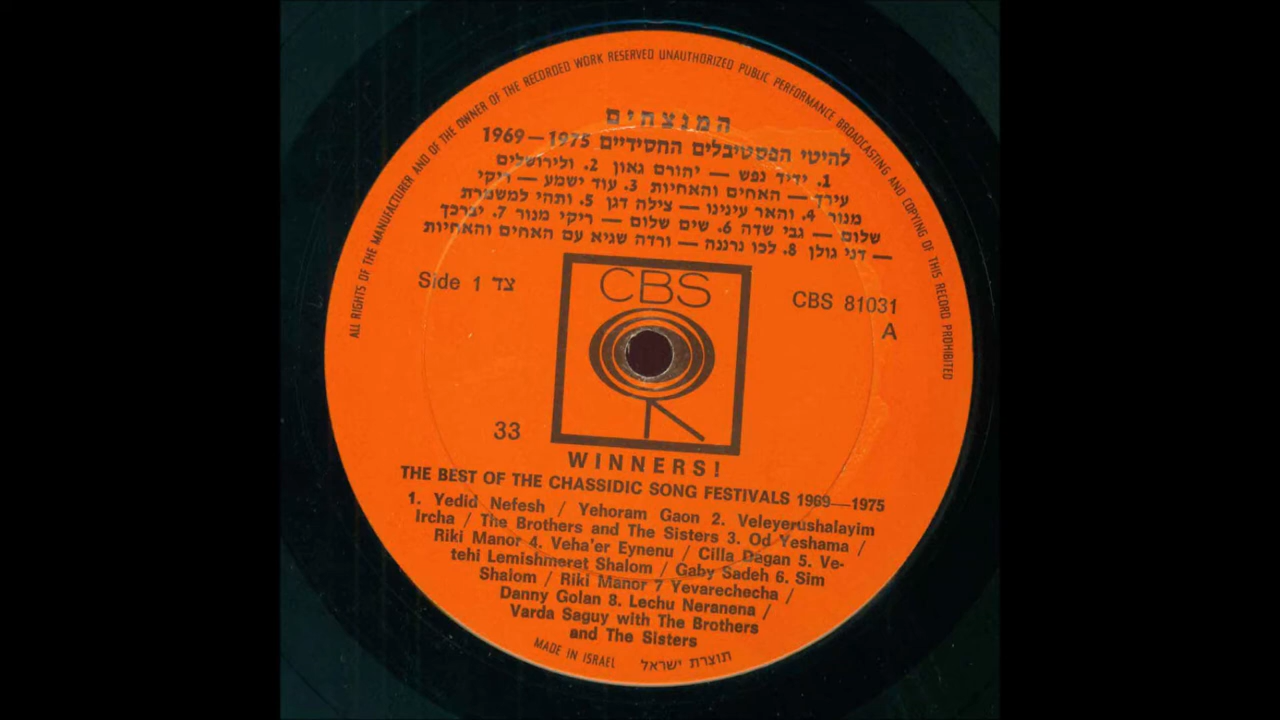 ALL RIGHTS OF THE MANUFACTURER AND OF THE OWNER OF THE RECORDED WORK RESERVED UNAUTHORIZED PUBLIC PERFORMANCE BROADCASTING AND COPYING OF THIS RECORD PROHIBITED
המנצחים
להיטי הפסטיבלים החסידיים 1975—1969
1. ידיד נפש — יהורם גאון 2. ולירושלים
עירך — האחים והאחיות 3. עוד ישמע — ריקי
מנור 4. והאר עינינו — צילה דגן 5. ותהי למשמרת
שלום — גבי שדה 6. שים שלום — ריקי מנור 7. יברכך
— דני גולן 8. לכו נרננה — ורדה שגיא עם האחים והאחיות
Side 1 צד
CBS
CBS 81031
A
33
WINNERS!
THE BEST OF THE CHASSIDIC SONG FESTIVALS 1969—1975
1. Yedid Nefesh / Yehoram Gaon 2. Veleyerushalayim
Ircha / The Brothers and The Sisters 3. Od Yeshama /
Riki Manor 4. Veha'er Eynenu / Cilla Dagan 5. Ve-
tehi Lemishmeret Shalom / Gaby Sadeh 6. Sim
Shalom / Riki Manor 7 Yevarechecha /
Danny Golan 8. Lechu Neranena /
Varda Saguy with The Brothers
and The Sisters
MADE IN ISRAEL תוצרת ישראל